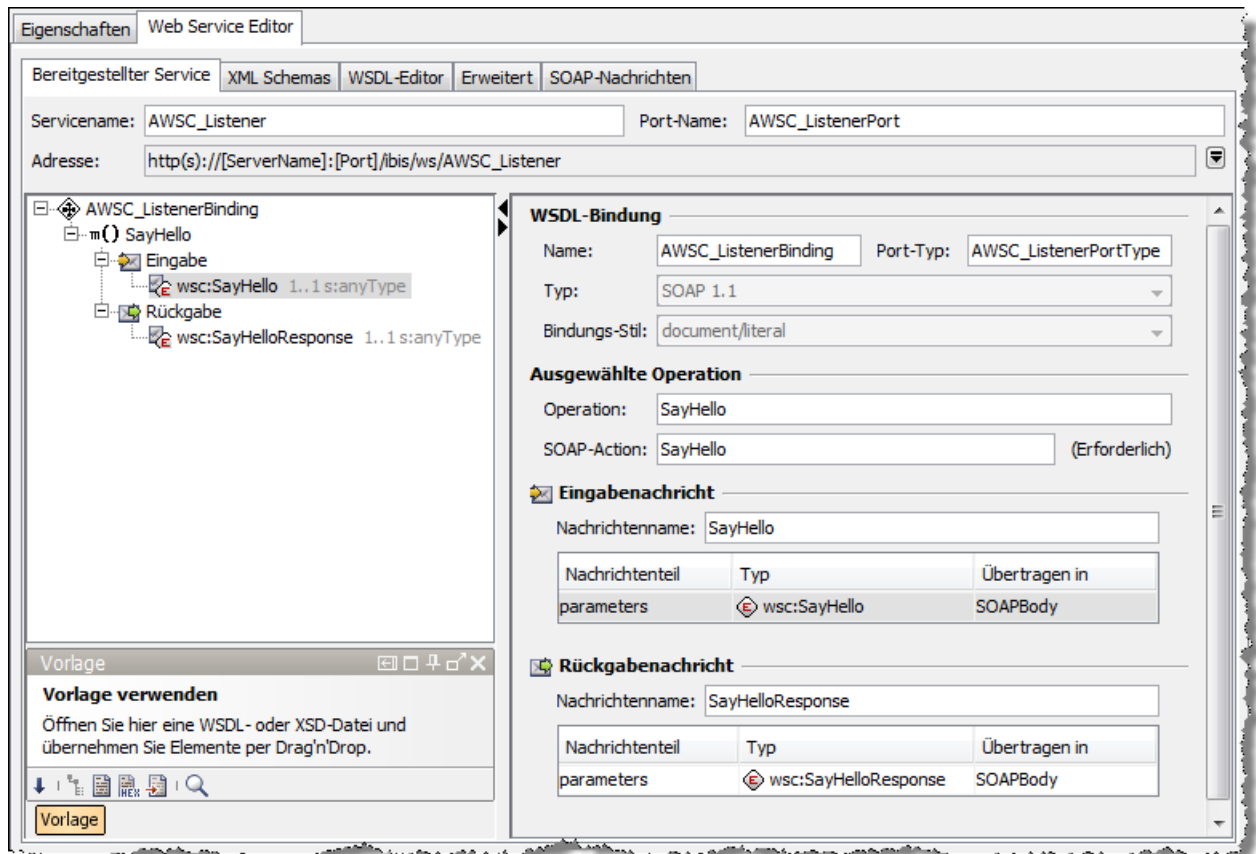 Eigenschaften Web Service Editor
Bereitgestellter Service XML Schemas WSDL-Editor Erweitert SOAP-Nachrichten
Servicename: AWSC_Listener Port-Name: AWSC_ListenerPort
Adresse: http(s)://[ServerName]:[Port]/ibis/ws/AWSC_Listener
AWSC_ListenerBinding
m() SayHello
Eingabe
wsc:SayHello 1..1 s:anyType
Rückgabe
wsc:SayHelloResponse 1..1 s:anyType
Vorlage
Vorlage verwenden
Öffnen Sie hier eine WSDL- oder XSD-Datei und
übernehmen Sie Elemente per Drag'n'Drop.
HEX
Vorlage
WSDL-Bindung
Name: AWSC_ListenerBinding Port-Typ: AWSC_ListenerPortType
Typ: SOAP 1.1
Bindungs-Stil: document/literal
Ausgewählte Operation
Operation: SayHello
SOAP-Action: SayHello (Erforderlich)
Eingabenachricht
Nachrichtenname: SayHello
Nachrichtenteil Typ Übertragen in
parameters E wsc:SayHello SOAPBody
Rückgabenachricht
Nachrichtenname: SayHelloResponse
Nachrichtenteil Typ Übertragen in
parameters E wsc:SayHelloResponse SOAPBody